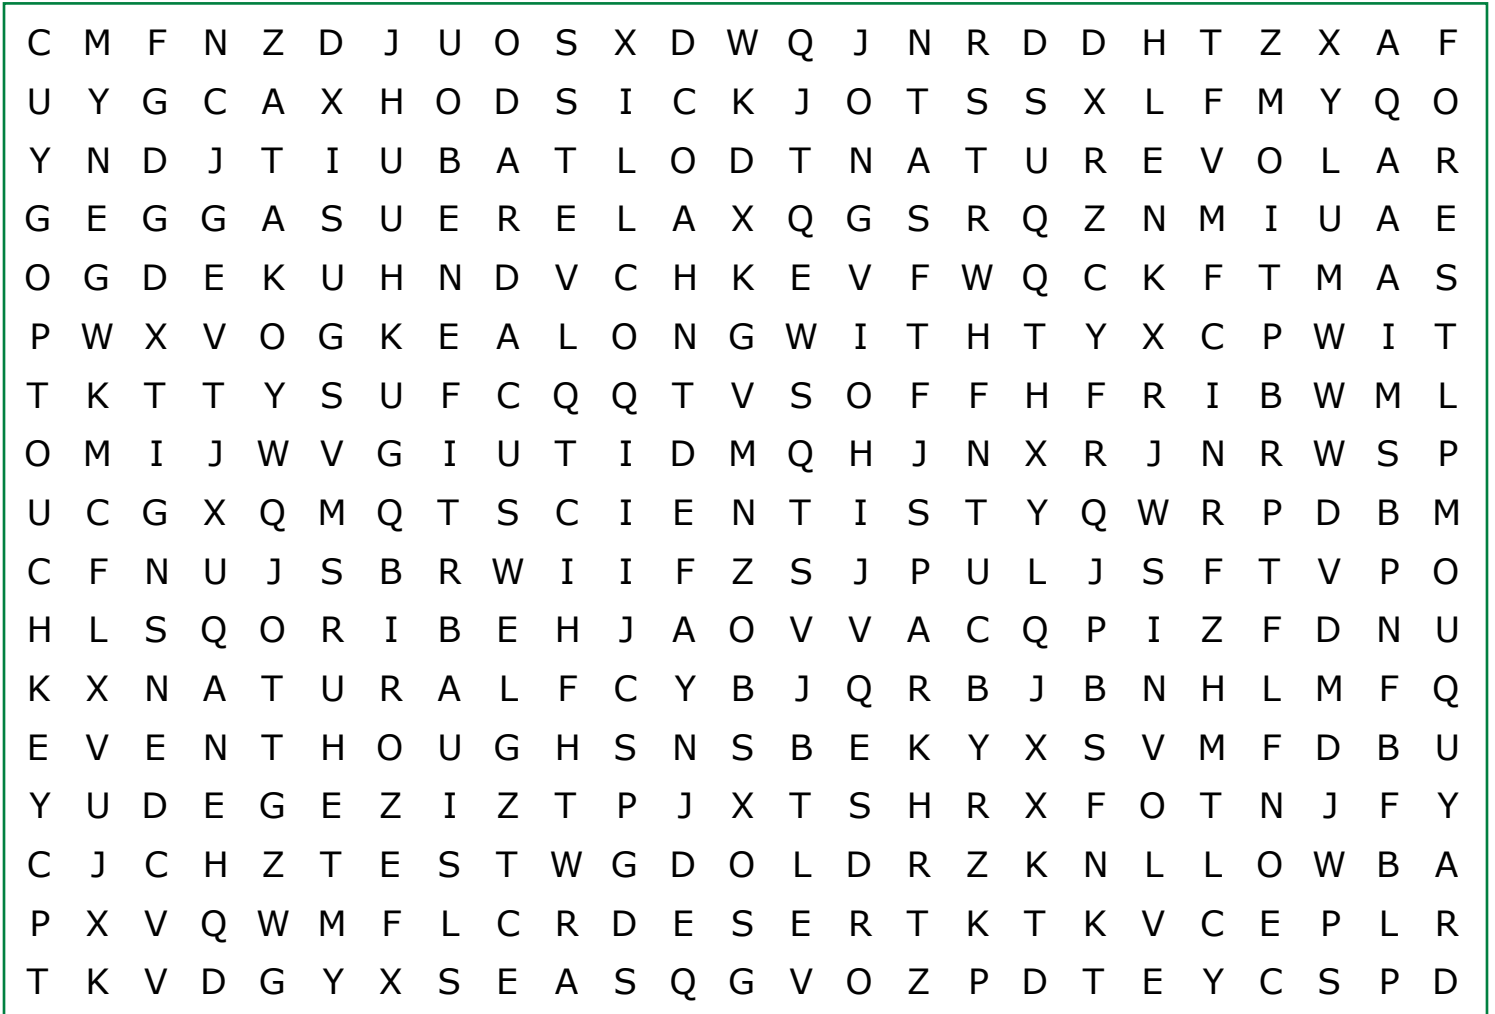 C M F N Z D J U O S X D W Q J N R D D H T Z X A F
U Y G C A X H O D S I C K J O T S S X L F M Y Q O
Y N D J T I U B A T L O D T N A T U R E V O L A R
G E G G A S U E R E L A X Q G S R Q Z N M I U A E
O G D E K U H N D V C H K E V F W Q C K F T M A S
P W X V O G K E A L O N G W I T H T Y X C P W I T
T K T T Y S U F C Q Q T V S O F F H F R I B W M L
O M I J W V G I U T I D M Q H J N X R J N R W S P
U C G X Q M Q T S C I E N T I S T Y Q W R P D B M
C F N U J S B R W I I F Z S J P U L J S F T V P O
H L S Q O R I B E H J A O V V A C Q P I Z F D N U
K X N A T U R A L F C Y B J Q R B J B N H L M F Q
E V E N T H O U G H S N S B E K Y X S V M F D B U
Y U D E G E Z I Z T P J X T S H R X F O T N J F Y
C J C H Z T E S T W G D O L D R Z K N L L O W B A
P X V Q W M F L C R D E S E R T K T K V C E P L R
T K V D G Y X S E A S Q G V O Z P D T E Y C S P D